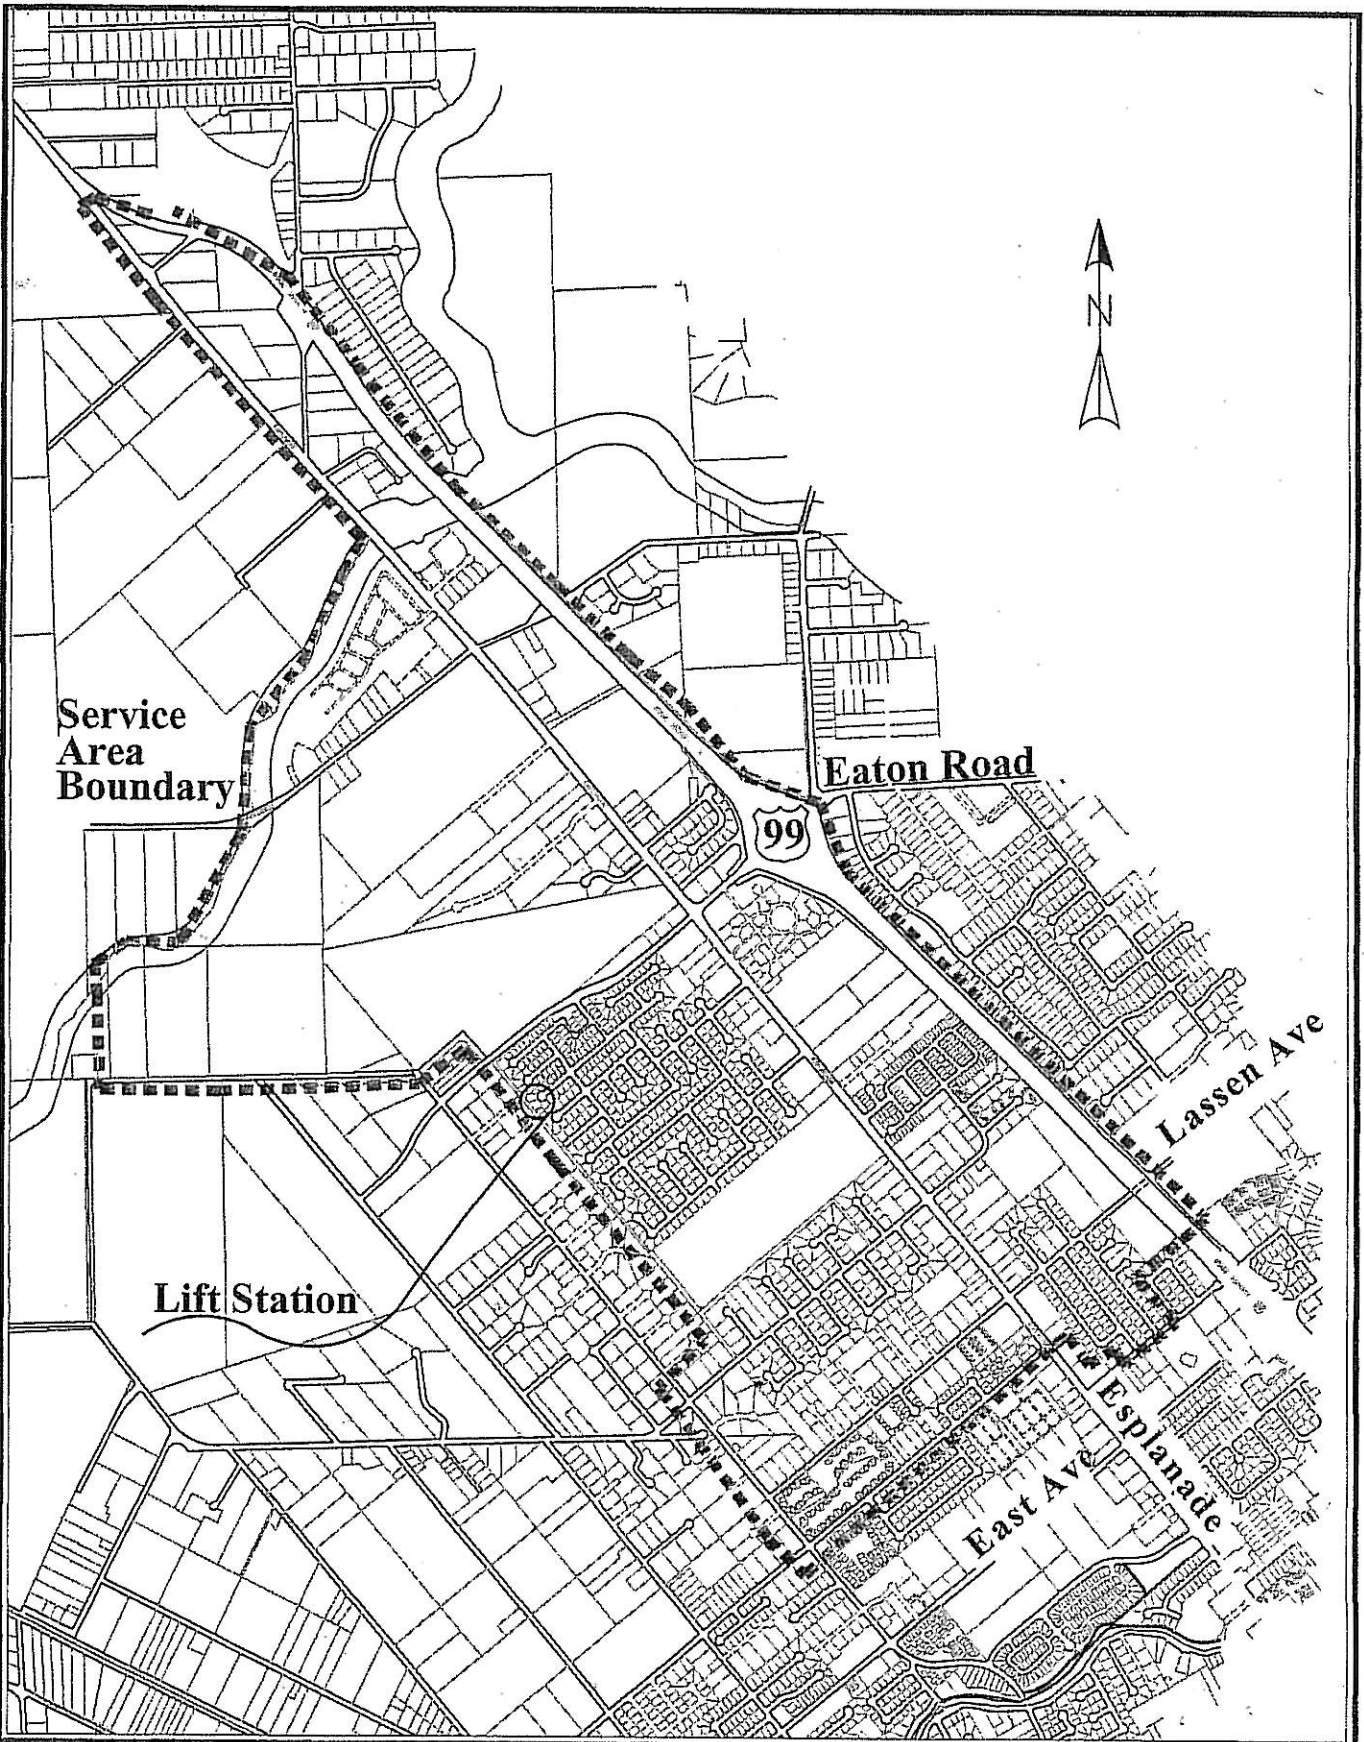 N
Service
Area
Boundary
Eaton Road
99
Lassen Ave
Lift Station
Esplanade
East Ave